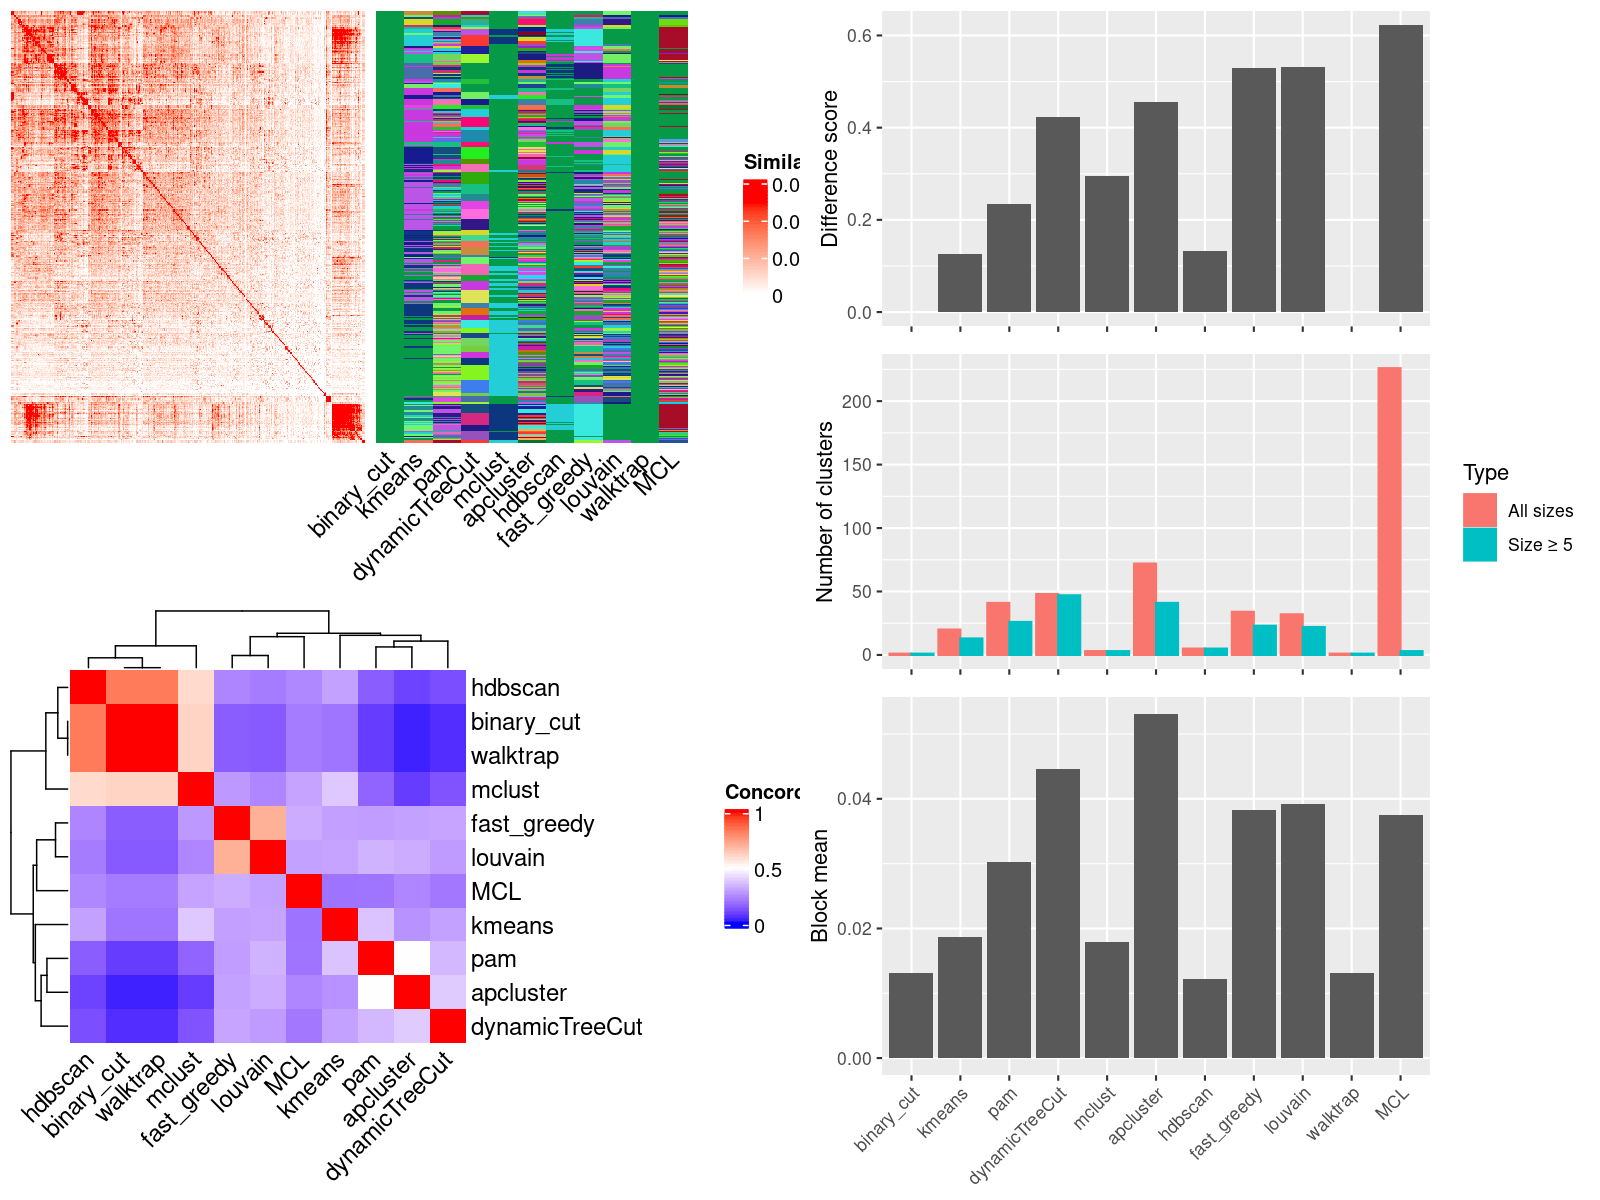 Simila
0.0
0.0
0.0
0
binary_cut
kmeans
pam
dynamicTreeCut
mclust
apcluster
hdbscan
fast_greedy
louvain
walktrap
MCL
hdbscan
binary_cut
walktrap
mclust
fast_greedy
louvain
MCL
kmeans
pam
apcluster
dynamicTreeCut
hdbscan
binary_cut
walktrap
mclust
fast_greedy
louvain
MCL
kmeans
pam
apcluster
dynamicTreeCut
Concord
1
0.5
0
Difference score
0.6
0.4
0.2
0.0
Number of clusters
200
150
100
50
0
Type
All sizes
Size ≥ 5
Block mean
0.04
0.02
0.00
binary_cut
kmeans
pam
dynamicTreeCut
mclust
apcluster
hdbscan
fast_greedy
louvain
walktrap
MCL